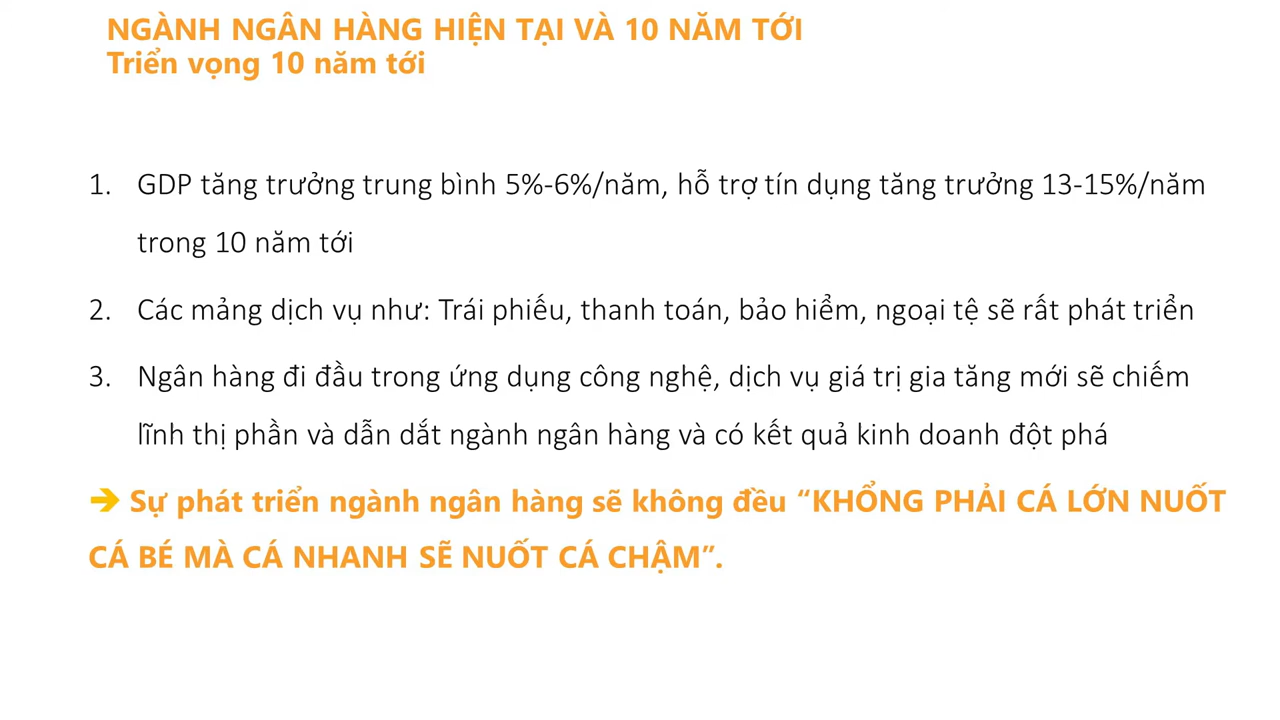 NGÀNH NGÂN HÀNG HIỆN TẠI VÀ 10 NĂM TỚI
Triển vọng 10 năm tới
1. GDP tăng trưởng trung bình 5%-6%/năm, hỗ trợ tín dụng tăng trưởng 13-15%/năm
trong 10 năm tới
2. Các mảng dịch vụ như: Trái phiếu, thanh toán, bảo hiểm, ngoại tệ sẽ rất phát triển
3. Ngân hàng đi đầu trong ứng dụng công nghệ, dịch vụ giá trị gia tăng mới sẽ chiếm
lĩnh thị phần và dẫn dắt ngành ngân hàng và có kết quả kinh doanh đột phá
➔ Sự phát triển ngành ngân hàng sẽ không đều “KHỔNG PHẢI CÁ LỚN NUỐT
CÁ BÉ MÀ CÁ NHANH SẼ NUỐT CÁ CHẬM”.